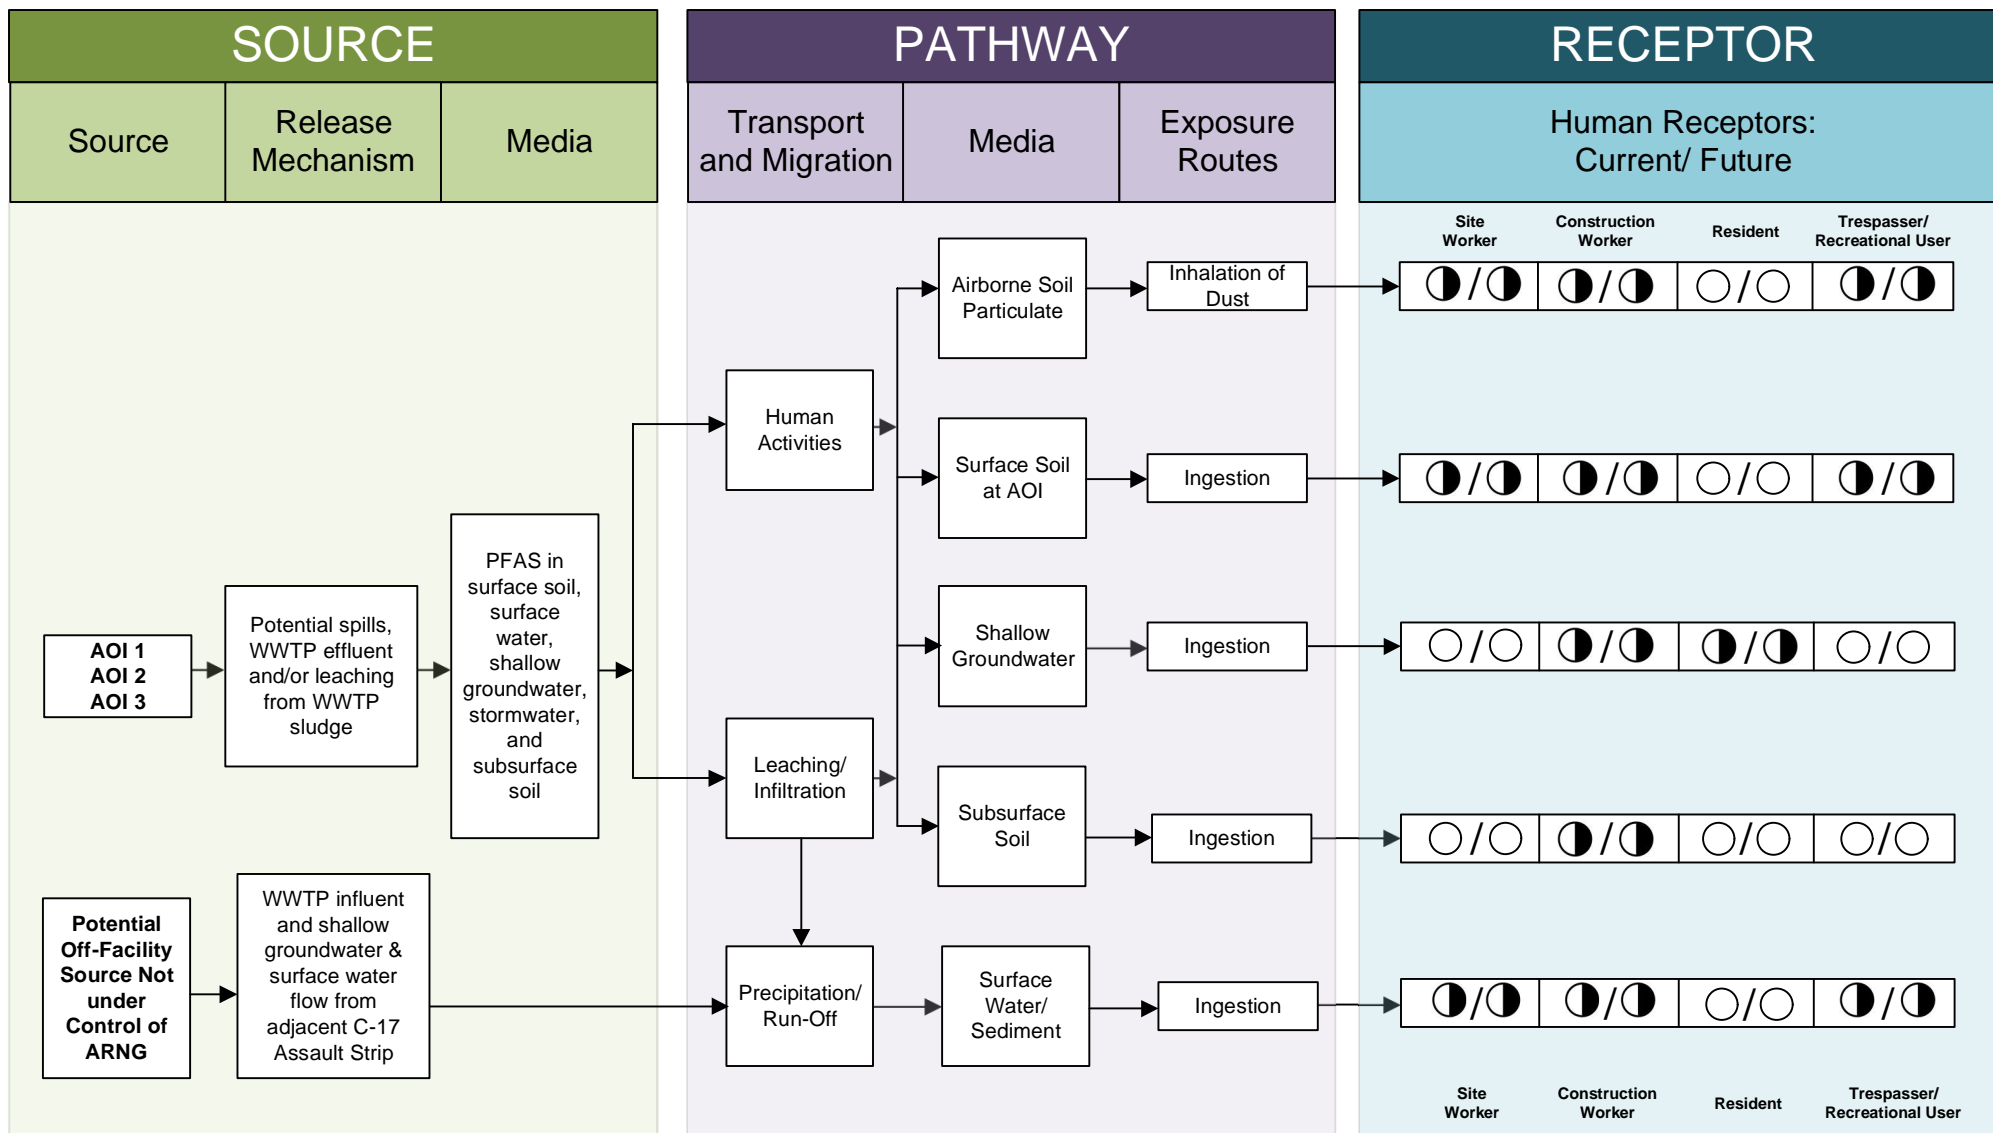 SOURCE
PATHWAY
RECEPTOR
Source
Release
Mechanism
Media
Transport
and Migration
Media
Exposure
Routes
Human Receptors:
Current/ Future
Site
Worker
Construction
Worker
Resident
Trespasser/
Recreational User
Airborne Soil
Particulate
Inhalation of
Dust
/
/
/
/
Human
Activities
Surface Soil
at AOI
Ingestion
/
/
/
/
AOI 1
AOI 2
AOI 3
Potential spills,
WWTP effluent
and/or leaching
from WWTP
sludge
PFAS in
surface soil,
surface
water,
shallow
groundwater,
stormwater,
and
subsurface
soil
Shallow
Groundwater
Ingestion
/
/
/
/
Leaching/
Infiltration
Subsurface
Soil
Ingestion
/
/
/
/
Potential
Off-Facility
Source Not
under
Control of
ARNG
WWTP influent
and shallow
groundwater &
surface water
flow from
adjacent C-17
Assault Strip
Precipitation/
Run-Off
Surface
Water/
Sediment
Ingestion
/
/
/
/
Site
Worker
Construction
Worker
Resident
Trespasser/
Recreational User